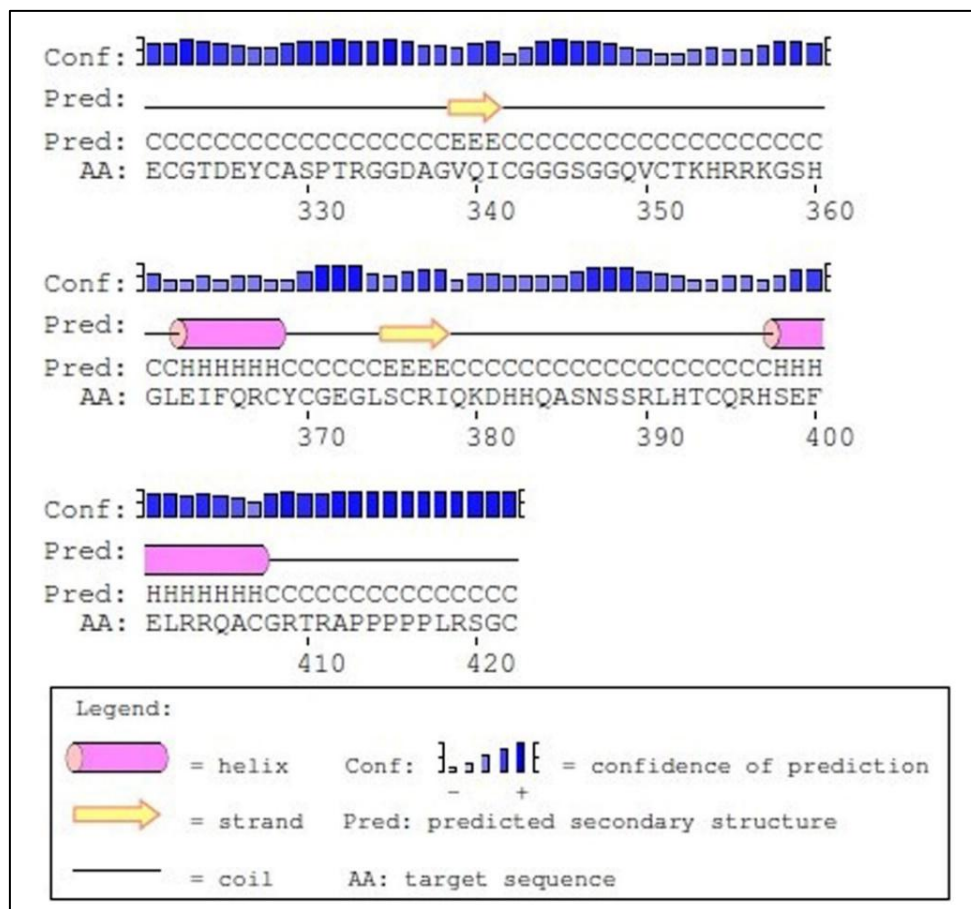 Conf:
Pred:
Pred: CCCCCCCCCCCCCCCCCCEEECCCCCCCCCCCCCCCCCCC
AA: ECGTDEYCASPTRGGDAGVQICGGGSGGQVCTKHRRKGSH
330 340 350 360
Conf:
Pred:
Pred: CCHHHHHHCCCCCCEEEECCCCCCCCCCCCCCCCCCCHHH
AA: GLEIFQRCYCGEGLSCRIQKDHHQASNSSRLHTCQRHSEF
370 380 390 400
Conf:
Pred:
Pred: HHHHHHHCCCCCCCCCCCCCCC
AA: ELRRQACGRTRAPPPPPLRSGC
410 420
Legend:
= helix Conf: = confidence of prediction
- +
= strand Pred: predicted secondary structure
= coil AA: target sequence